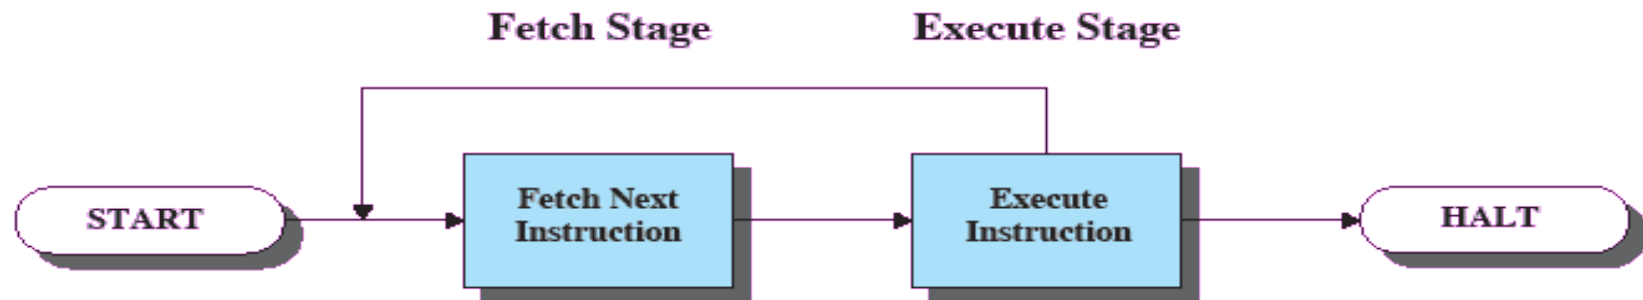 Fetch Stage
Execute Stage
START
Fetch Next
Instruction
Execute
Instruction
HALT